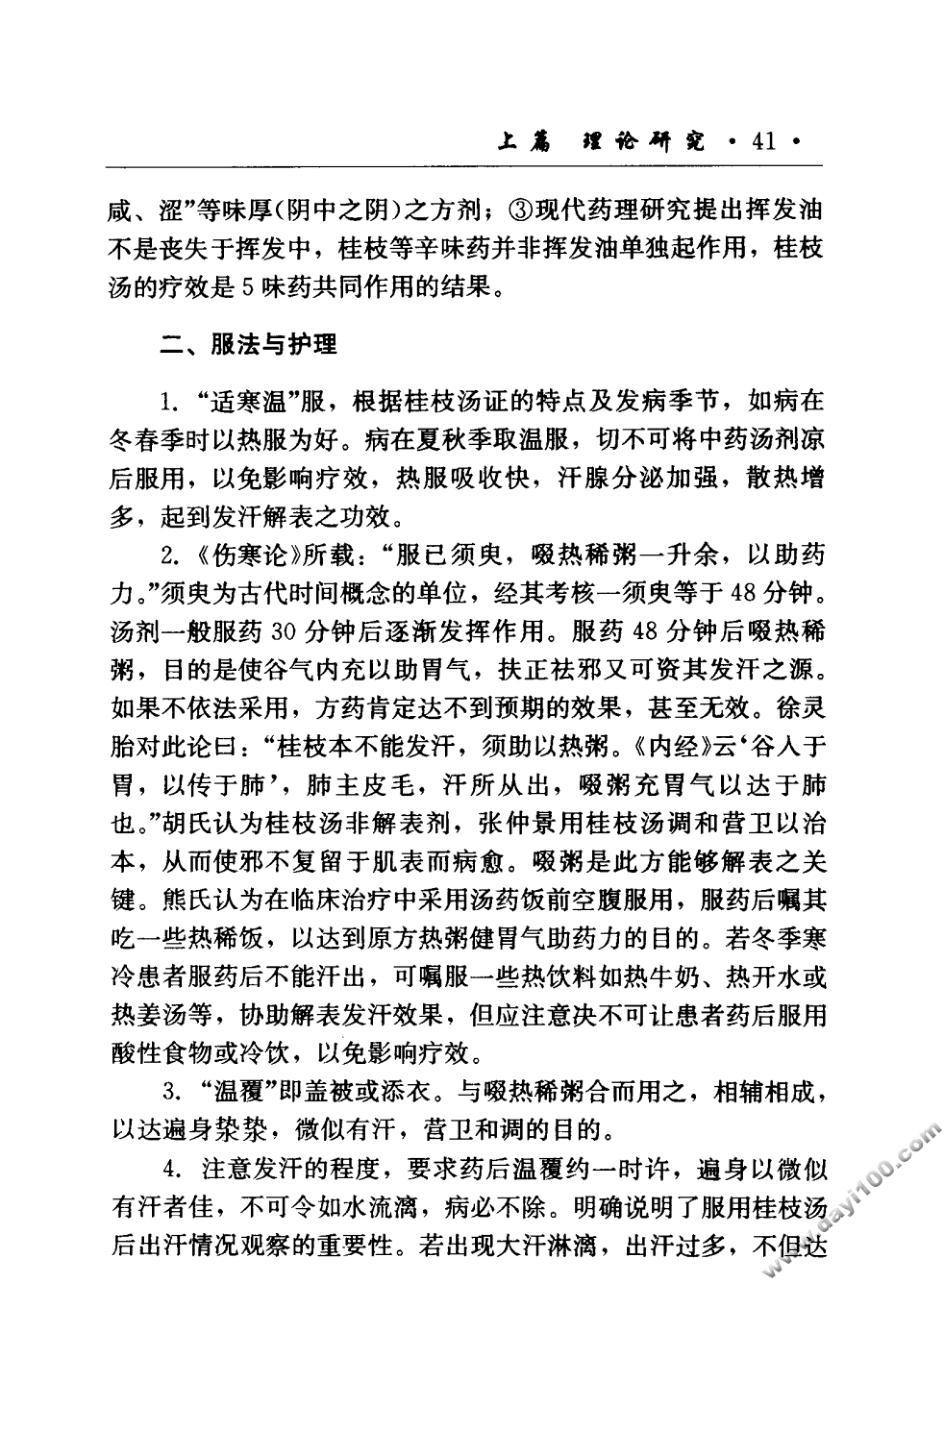 上篇 理论研究 · 41 ·
咸、涩”等味厚(阴中之阴)之方剂；③现代药理研究提出挥发油
不是丧失于挥发中，桂枝等辛味药并非挥发油单独起作用，桂枝
汤的疗效是 5 味药共同作用的结果。
二、服法与护理
1. “适寒温”服，根据桂枝汤证的特点及发病季节，如病在
冬春季时以热服为好。病在夏秋季取温服，切不可将中药汤剂凉
后服用，以免影响疗效，热服吸收快，汗腺分泌加强，散热增
多，起到发汗解表之功效。
2.《伤寒论》所载：“服已须臾，啜热稀粥一升余，以助药
力。”须臾为古代时间概念的单位，经其考核一须臾等于 48 分钟。
汤剂一般服药 30 分钟后逐渐发挥作用。服药 48 分钟后啜热稀
粥，目的是使谷气内充以助胃气，扶正祛邪又可资其发汗之源。
如果不依法采用，方药肯定达不到预期的效果，甚至无效。徐灵
胎对此论曰：“桂枝本不能发汗，须助以热粥。《内经》云‘谷入于
胃，以传于肺’，肺主皮毛，汗所从出，啜粥充胃气以达于肺
也。”胡氏认为桂枝汤非解表剂，张仲景用桂枝汤调和营卫以治
本，从而使邪不复留于肌表而病愈。啜粥是此方能够解表之关
键。熊氏认为在临床治疗中采用汤药饭前空腹服用，服药后嘱其
吃一些热稀饭，以达到原方热粥健胃气助药力的目的。若冬季寒
冷患者服药后不能汗出，可嘱服一些热饮料如热牛奶、热开水或
热姜汤等，协助解表发汗效果，但应注意决不可让患者药后服用
酸性食物或冷饮，以免影响疗效。
3. “温覆”即盖被或添衣。与啜热稀粥合而用之，相辅相成，
以达遍身漐漐，微似有汗，营卫和调的目的。
4. 注意发汗的程度，要求药后温覆约一时许，遍身以微似
有汗者佳，不可令如水流漓，病必不除。明确说明了服用桂枝汤
后出汗情况观察的重要性。若出现大汗淋漓，出汗过多，不但达
www.dayi100.com